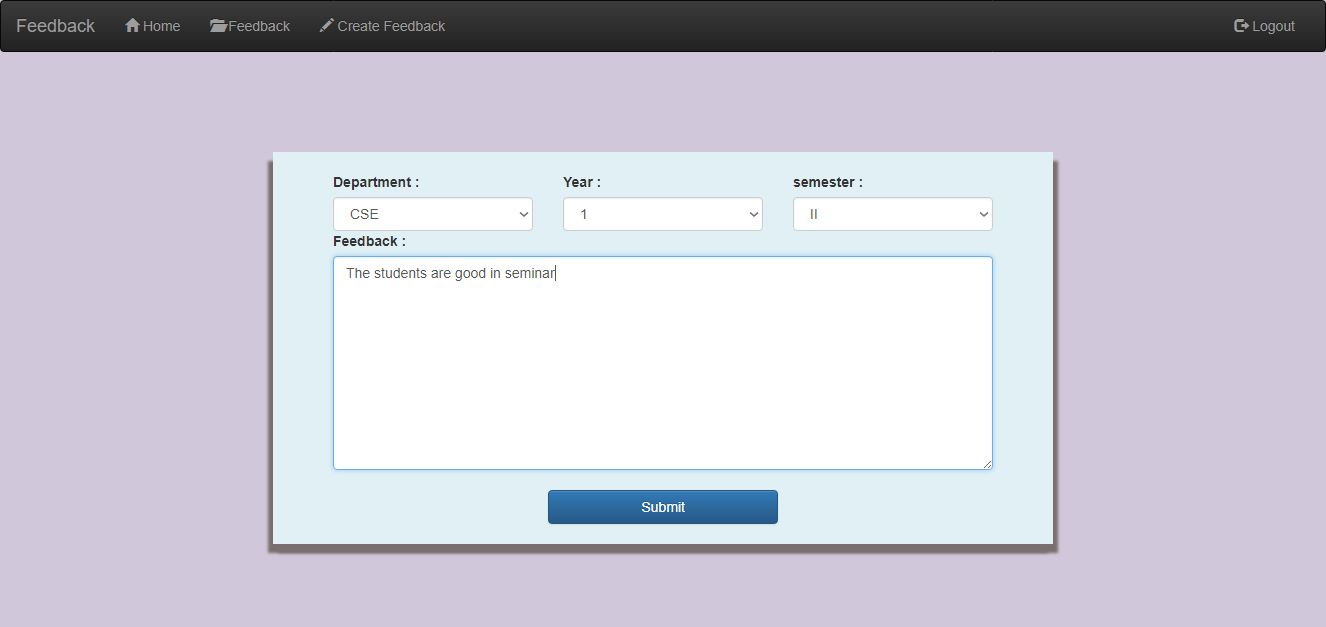 Feedback Home Feedback Create Feedback Logout
Department : Year : semester :
CSE 1 II
Feedback :
The students are good in seminar
Submit